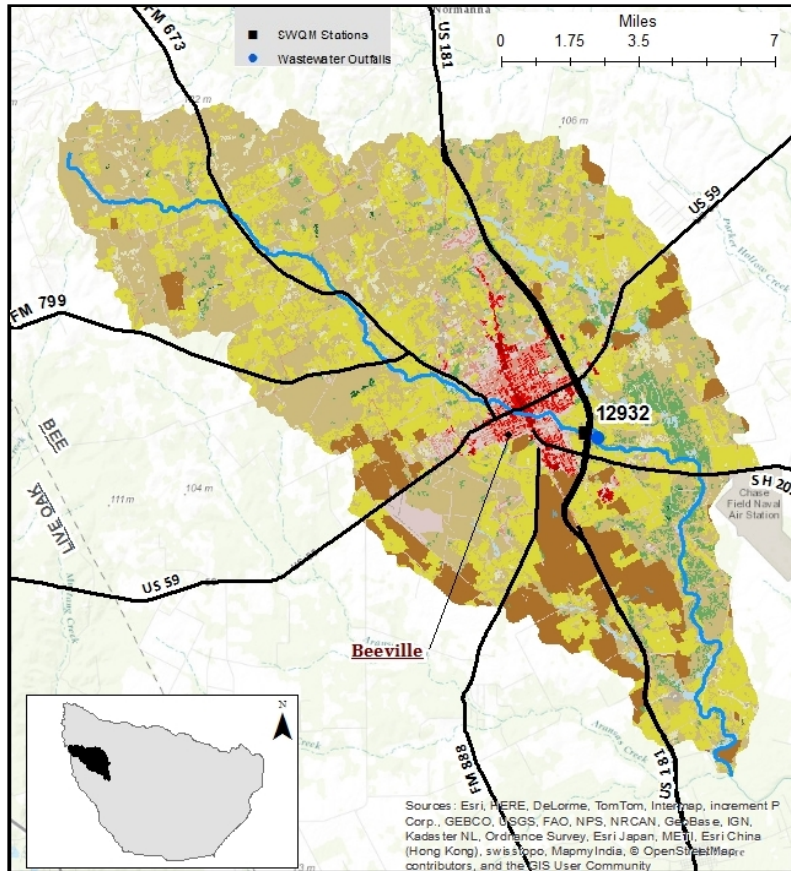 Normanna
FM 673
US 181
SWQM Stations
Wastewater Outfalls
Miles
0 1.75 3.5 7
106 m
US 59
Parker Hollow Creek
FM 799
BEE
LIVE OAK
111 m
104 m
12932
SH 202
Chase
Field Naval
Air Station
US 59
Beeville
FM 888
US 181
Aransas Creek
N
Sources: Esri, HERE, DeLorme, TomTom, Intermap, increment P
Corp., GEBCO, USGS, FAO, NPS, NRCAN, GeoBase, IGN,
Kadaster NL, Ordnance Survey, Esri Japan, METI, Esri China
(Hong Kong), swisstopo, MapmyIndia, © OpenStreetMap
contributors, and the GIS User Community